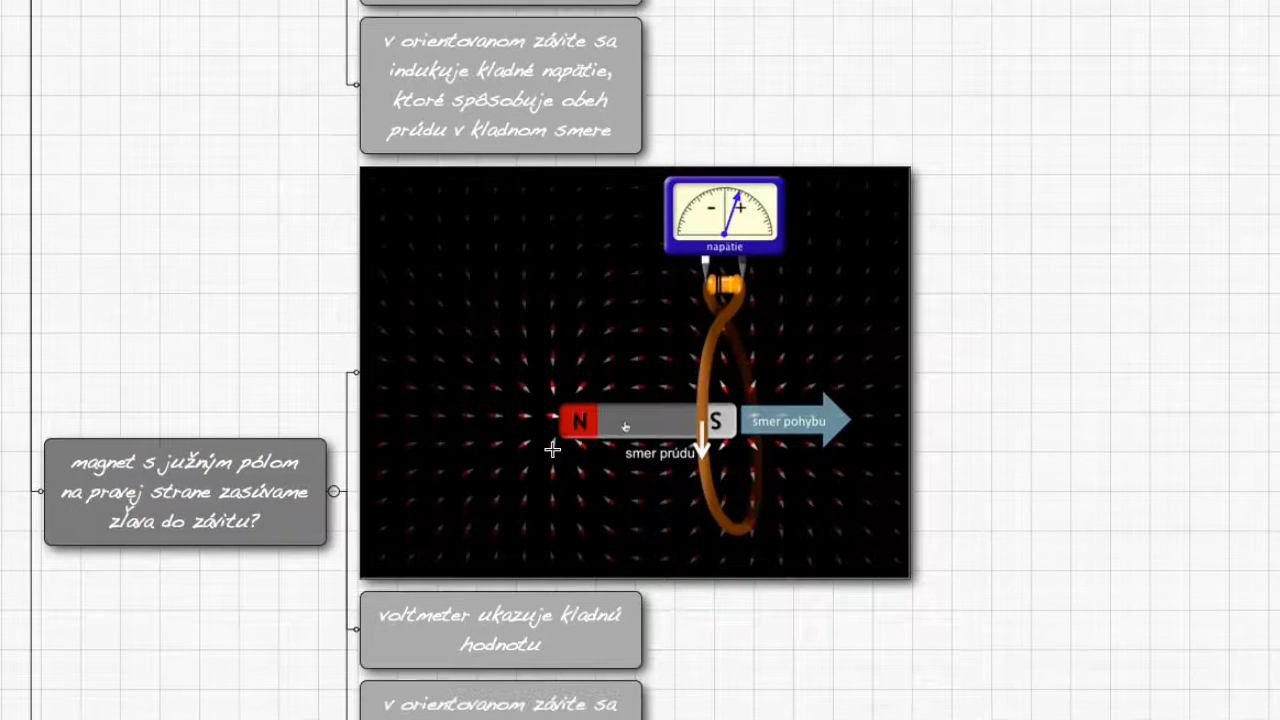 v orientovanom závite sa
indukuje kladné napätie,
ktoré spôsobuje obeh
prúdu v kladnom smere
- +
napätie
N S
smer pohybu
smer prúdu
magnet s južným pólom
na pravej strane zasúvame
zľava do závitu?
voltmeter ukazuje kladnú
hodnotu
v orientovanom závite sa